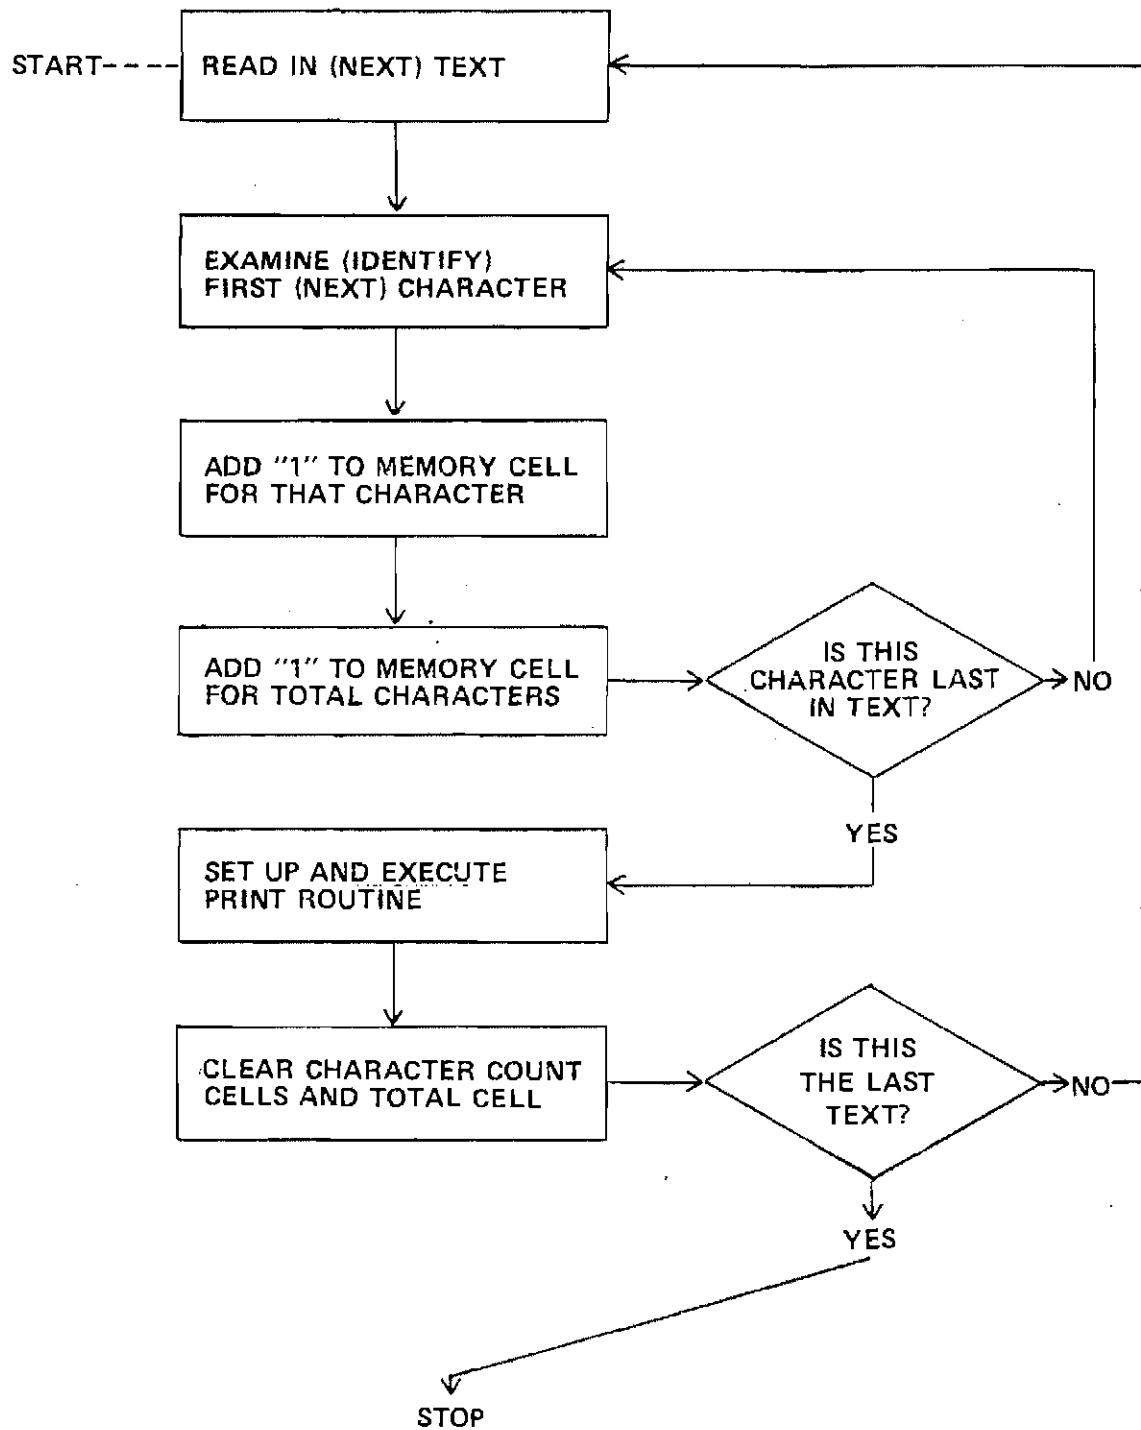 START
READ IN (NEXT) TEXT
EXAMINE (IDENTIFY)
FIRST (NEXT) CHARACTER
ADD "1" TO MEMORY CELL
FOR THAT CHARACTER
ADD "1" TO MEMORY CELL
FOR TOTAL CHARACTERS
IS THIS
CHARACTER LAST
IN TEXT?
NO
YES
SET UP AND EXECUTE
PRINT ROUTINE
CLEAR CHARACTER COUNT
CELLS AND TOTAL CELL
IS THIS
THE LAST
TEXT?
NO
YES
STOP